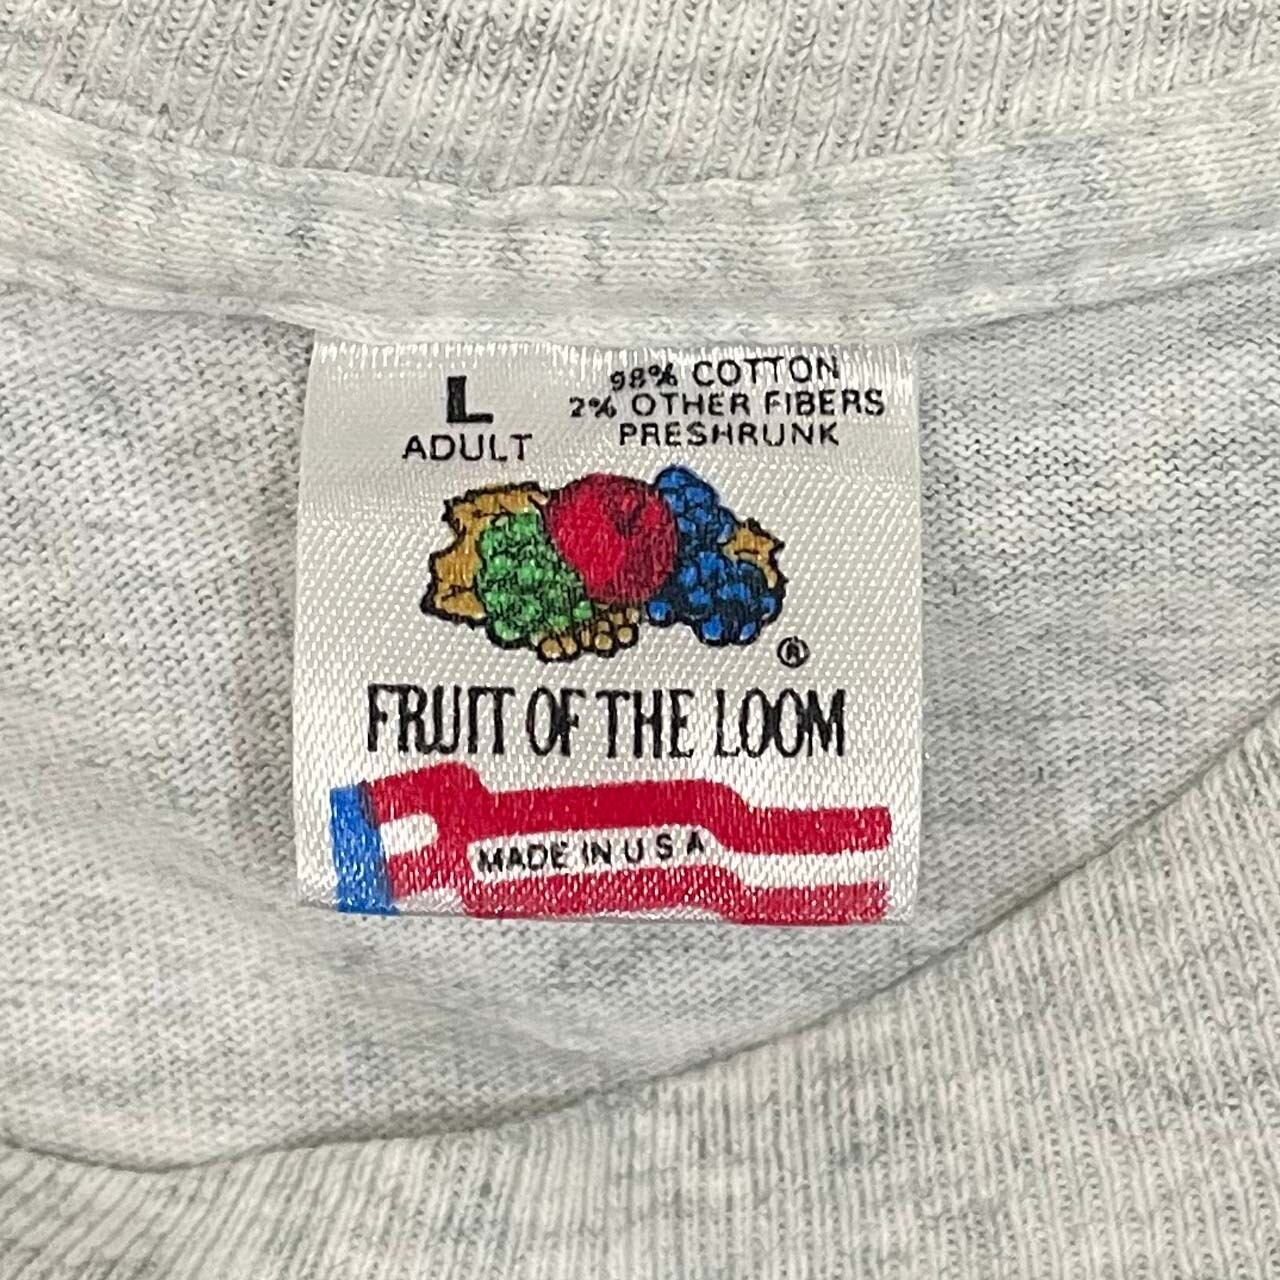 L
ADULT
98% COTTON
2% OTHER FIBERS
PRESHRUNK
®
FRUIT OF THE LOOM
MADE IN U S A